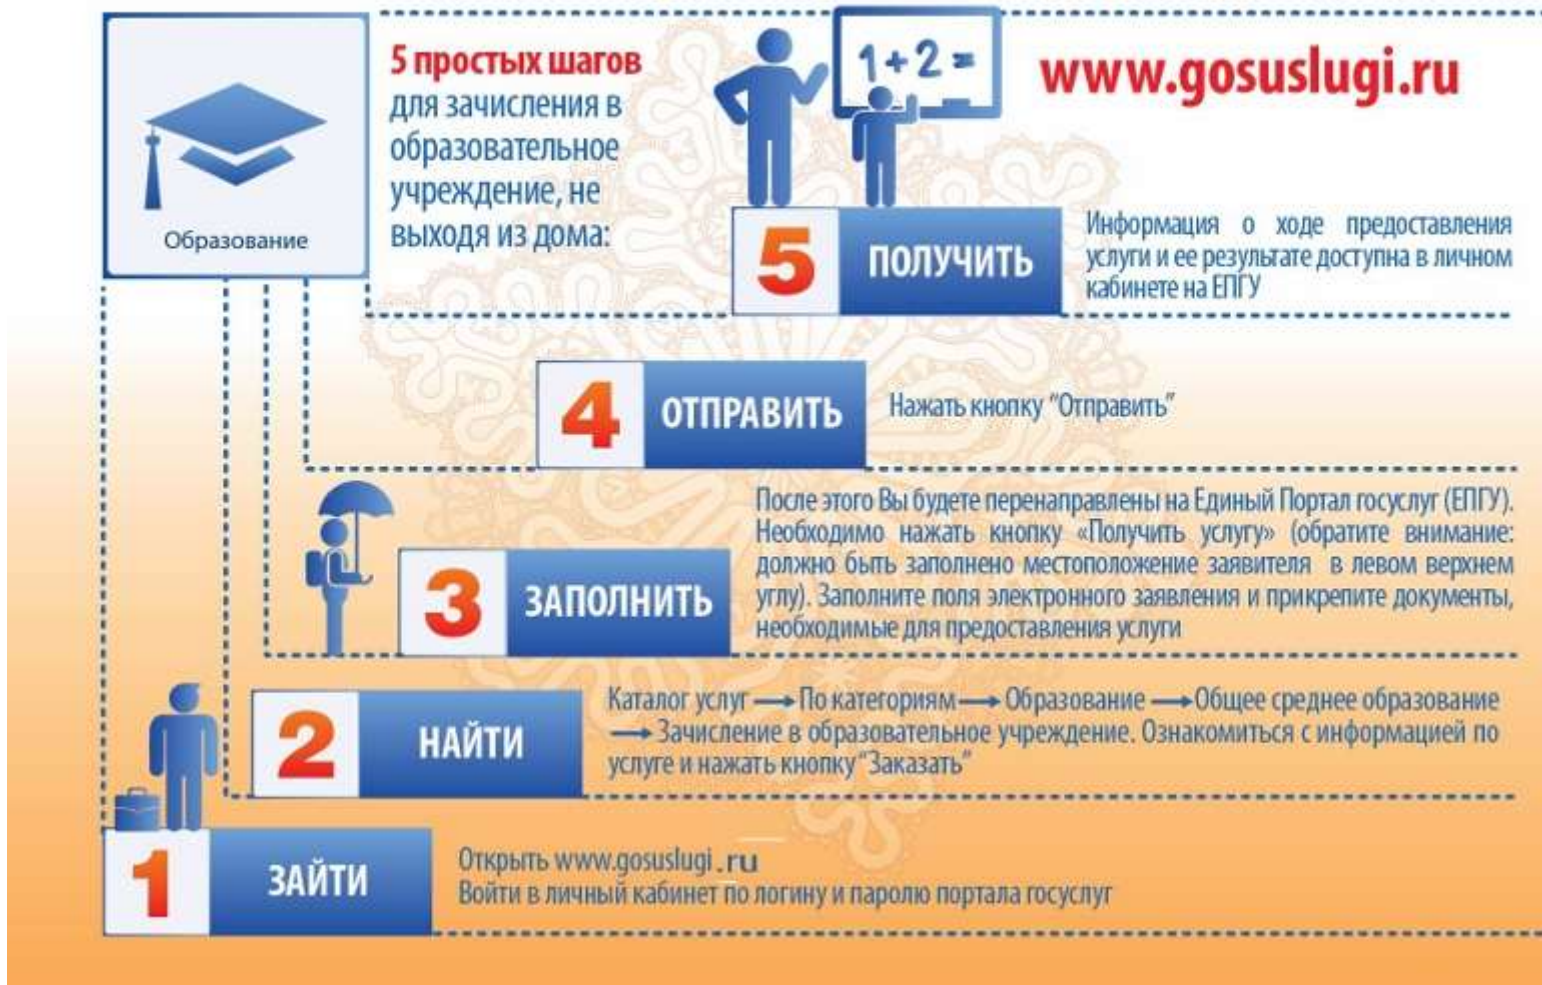 5 простых шагов
для зачисления в
образовательное
учреждение, не
выходя из дома:
Образование
1+2=
www.gosuslugi.ru
5 ПОЛУЧИТЬ
Информация о ходе предоставления
услуги и ее результате доступна в личном
кабинете на ЕПГУ
4 ОТПРАВИТЬ
Нажать кнопку "Отправить"
3 ЗАПОЛНИТЬ
После этого Вы будете перенаправлены на Единый Портал госуслуг (ЕПГУ).
Необходимо нажать кнопку «Получить услугу» (обратите внимание:
должно быть заполнено местоположение заявителя в левом верхнем
углу). Заполните поля электронного заявления и прикрепите документы,
необходимые для предоставления услуги
2 НАЙТИ
Каталог услуг → По категориям → Образование → Общее среднее образование
→ Зачисление в образовательное учреждение. Ознакомиться с информацией по
услуге и нажать кнопку "Заказать"
1 ЗАЙТИ
Открыть www.gosuslugi.ru
Войти в личный кабинет по логину и паролю портала госуслуг